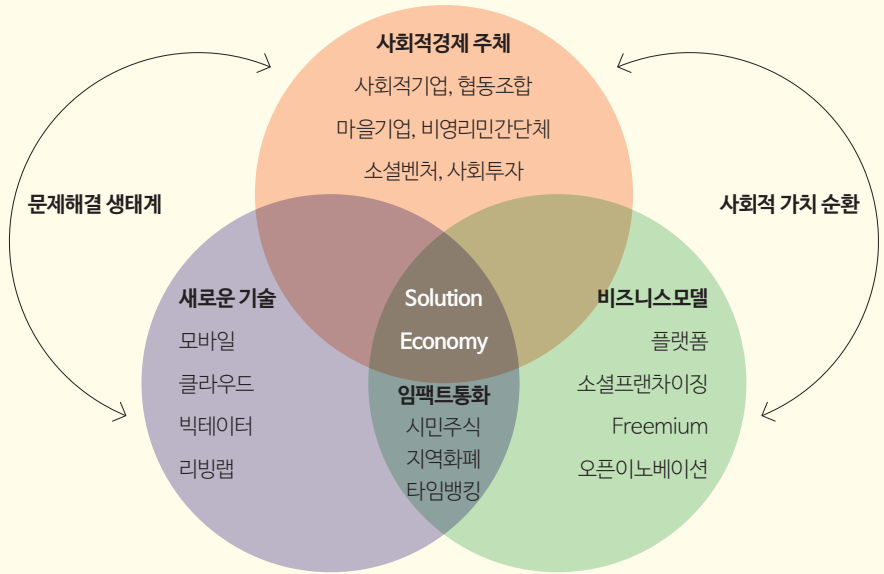 사회적경제 주체
사회적기업, 협동조합
마을기업, 비영리민간단체
소셜벤처, 사회투자
문제해결 생태계
사회적 가치 순환
새로운 기술
모바일
클라우드
빅테이터
리빙랩
Solution
Economy
임팩트통화
시민주식
지역화폐
타임뱅킹
비즈니스모델
플랫폼
소셜프랜차이징
Freemium
오픈이노베이션